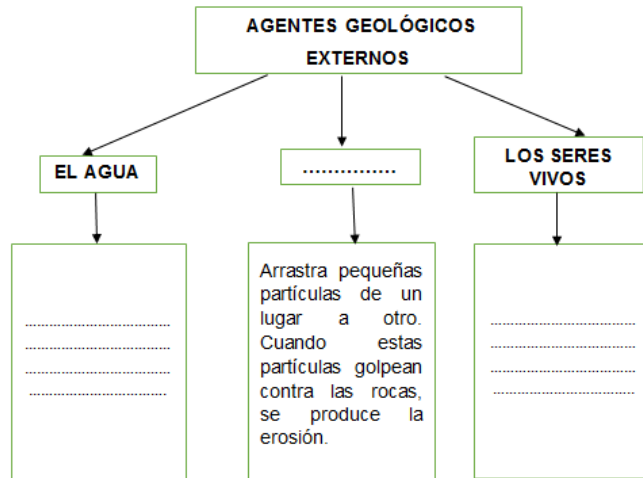 AGENTES GEOLÓGICOS
EXTERNOS
EL AGUA
...............
LOS SERES
VIVOS
....................................
....................................
....................................
..................................
Arrastra pequeñas
partículas de un
lugar a otro.
Cuando estas
partículas golpean
contra las rocas,
se produce la
erosión.
....................................
....................................
....................................
..................................